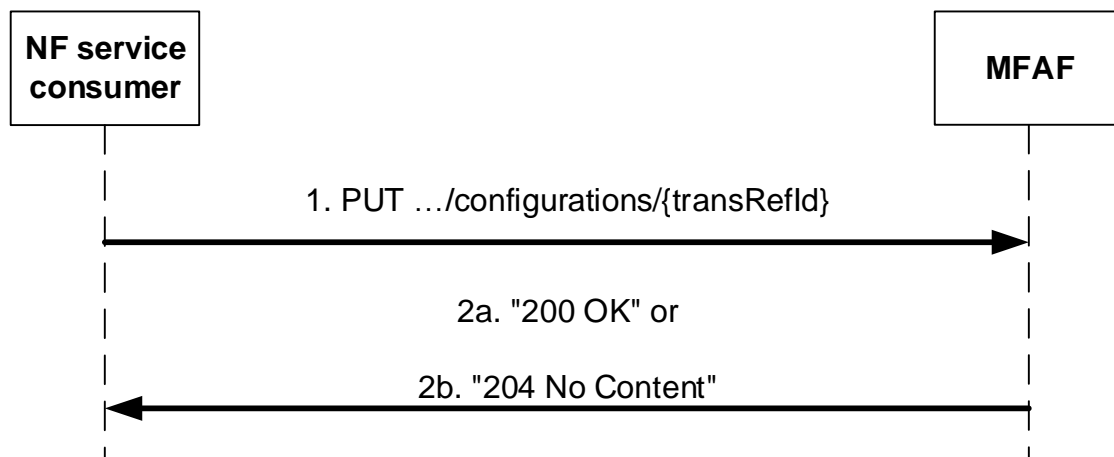 NF service
consumer
MFAF
1. PUT …/configurations/{transRefId}
2a. "200 OK" or
2b. "204 No Content"